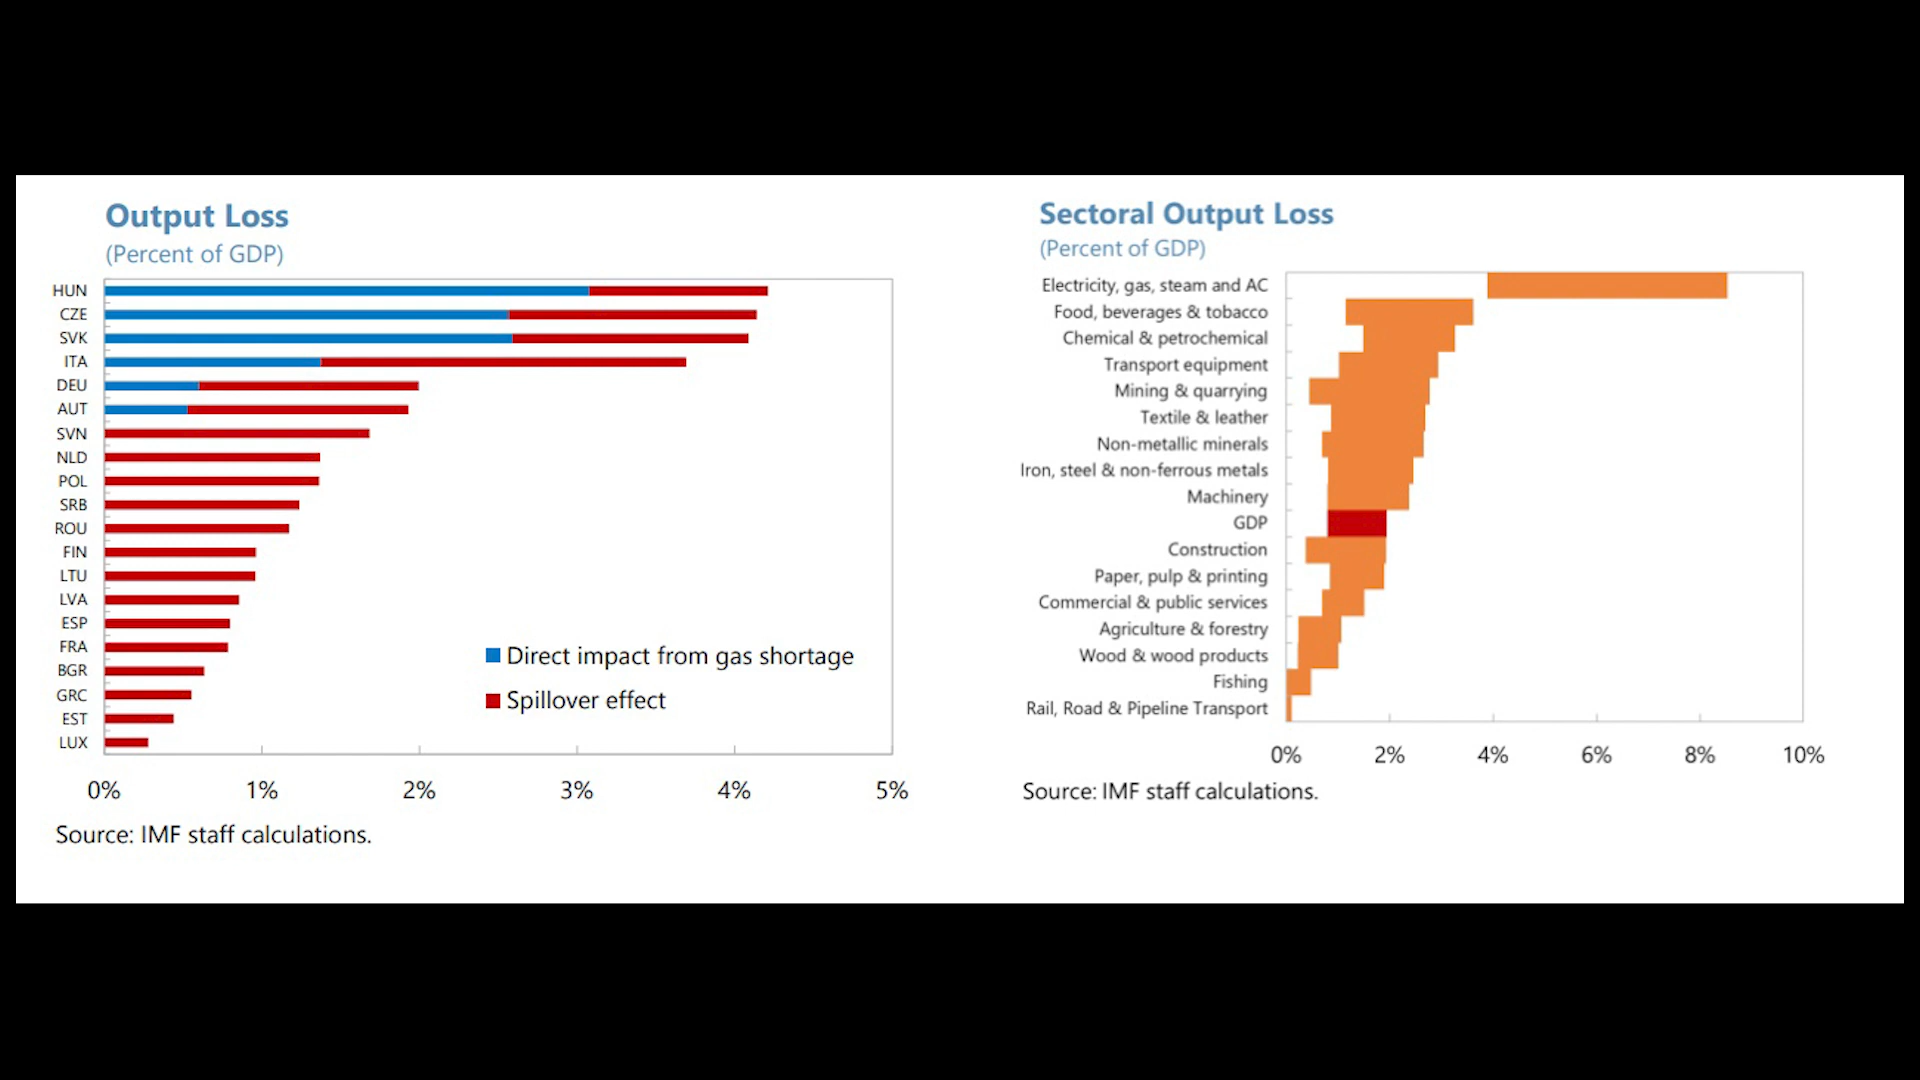 Output Loss
(Percent of GDP)
HUN
CZE
SVK
ITA
DEU
AUT
SVN
NLD
POL
SRB
ROU
FIN
LTU
LVA
ESP
FRA
BGR
GRC
EST
LUX
Direct impact from gas shortage
Spillover effect
0% 1% 2% 3% 4% 5%
Source: IMF staff calculations.
Sectoral Output Loss
(Percent of GDP)
Electricity, gas, steam and AC
Food, beverages & tobacco
Chemical & petrochemical
Transport equipment
Mining & quarrying
Textile & leather
Non-metallic minerals
Iron, steel & non-ferrous metals
Machinery
GDP
Construction
Paper, pulp & printing
Commercial & public services
Agriculture & forestry
Wood & wood products
Fishing
Rail, Road & Pipeline Transport
0% 2% 4% 6% 8% 10%
Source: IMF staff calculations.